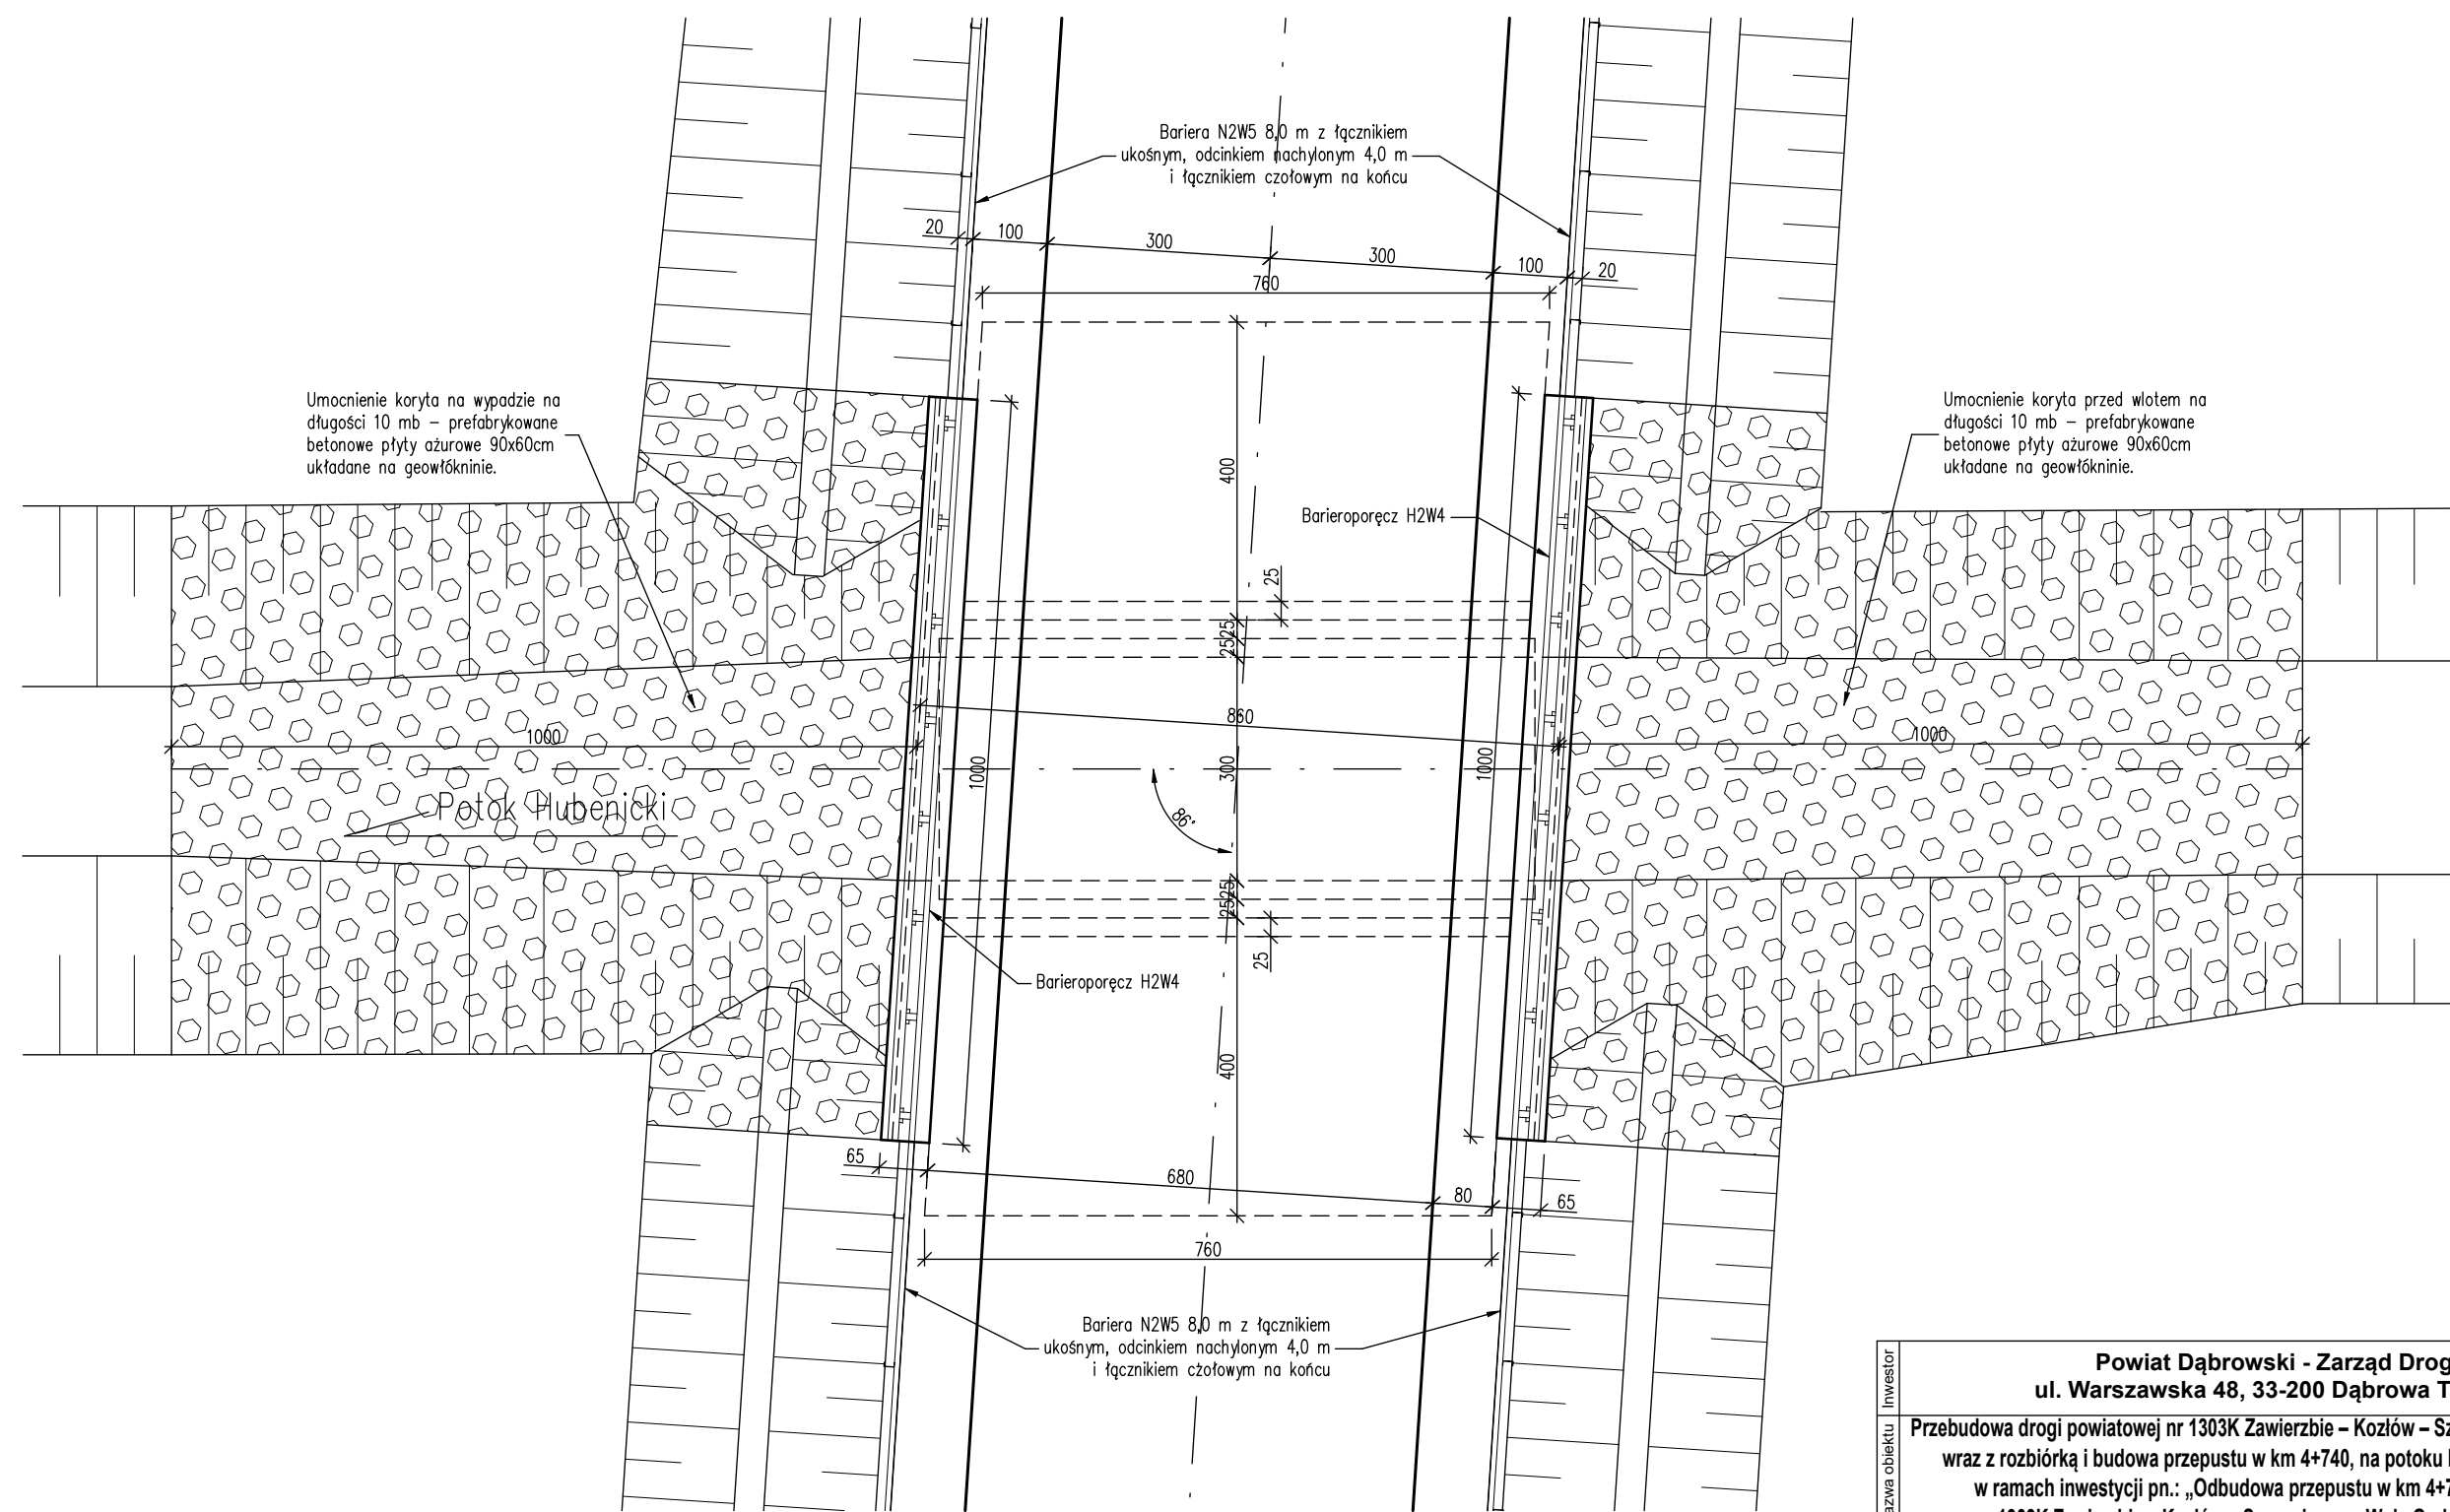 Bariera N2W5 8,0 m z łącznikiem
ukośnym, odcinkiem nachylonym 4,0 m
i łącznikiem czołowym na końcu
20
100
300
300
100
20
760
Umocnienie koryta na wypadzie na
długości 10 mb – prefabrykowane
betonowe płyty ażurowe 90x60cm
układane na geowłókninie.
Umocnienie koryta przed wlotem na
długości 10 mb – prefabrykowane
betonowe płyty ażurowe 90x60cm
układane na geowłókninie.
400
Barieroporęcz H2W4
25
25
25
860
1000
1000
1000
300
1000
Potok Hubenicki
86°
25
25
25
Barieroporęcz H2W4
400
65
680
80
65
760
Bariera N2W5 8,0 m z łącznikiem
ukośnym, odcinkiem nachylonym 4,0 m
i łącznikiem czołowym na końcu
Inwestor
Powiat Dąbrowski - Zarząd Drog
ul. Warszawska 48, 33-200 Dąbrowa T
azwa obiektu
Przebudowa drogi powiatowej nr 1303K Zawierzbie – Kozłów – Sz
wraz z rozbiórką i budowa przepustu w km 4+740, na potoku
w ramach inwestycji pn.: „Odbudowa przepustu w km 4+7